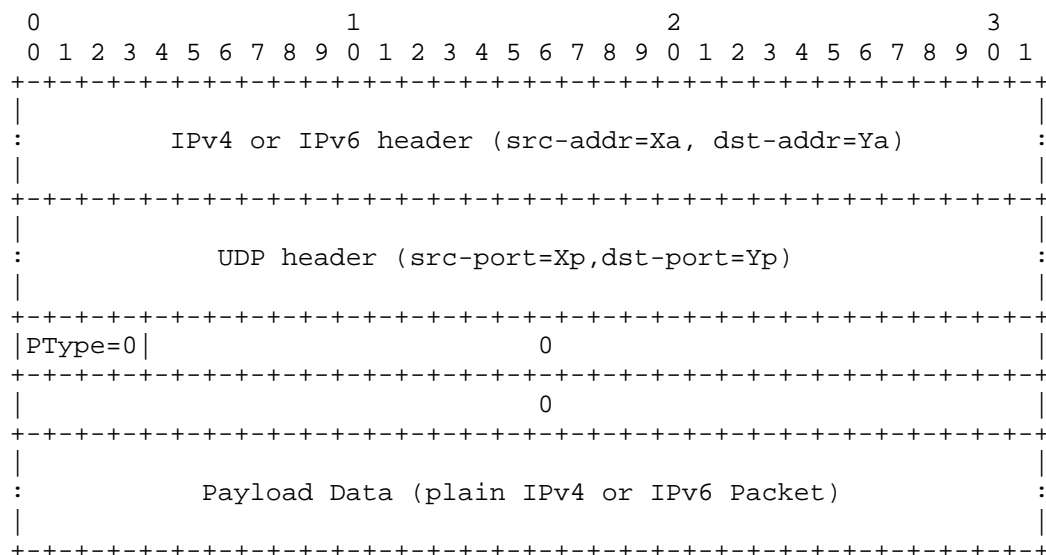 0                   1                   2                   3
0 1 2 3 4 5 6 7 8 9 0 1 2 3 4 5 6 7 8 9 0 1 2 3 4 5 6 7 8 9 0 1
+-+-+-+-+-+-+-+-+-+-+-+-+-+-+-+-+-+-+-+-+-+-+-+-+-+-+-+-+-+-+-+-+
|                                                               |
:         IPv4 or IPv6 header (src-addr=Xa, dst-addr=Ya)        :
|                                                               |
+-+-+-+-+-+-+-+-+-+-+-+-+-+-+-+-+-+-+-+-+-+-+-+-+-+-+-+-+-+-+-+-+
|                                                               |
:            UDP header (src-port=Xp,dst-port=Yp)               :
|                                                               |
+-+-+-+-+-+-+-+-+-+-+-+-+-+-+-+-+-+-+-+-+-+-+-+-+-+-+-+-+-+-+-+-+
|PType=0|                        0                              |
+-+-+-+-+-+-+-+-+-+-+-+-+-+-+-+-+-+-+-+-+-+-+-+-+-+-+-+-+-+-+-+-+
|                                0                              |
+-+-+-+-+-+-+-+-+-+-+-+-+-+-+-+-+-+-+-+-+-+-+-+-+-+-+-+-+-+-+-+-+
|                                                               |
:           Payload Data (plain IPv4 or IPv6 Packet)            :
|                                                               |
+-+-+-+-+-+-+-+-+-+-+-+-+-+-+-+-+-+-+-+-+-+-+-+-+-+-+-+-+-+-+-+-+